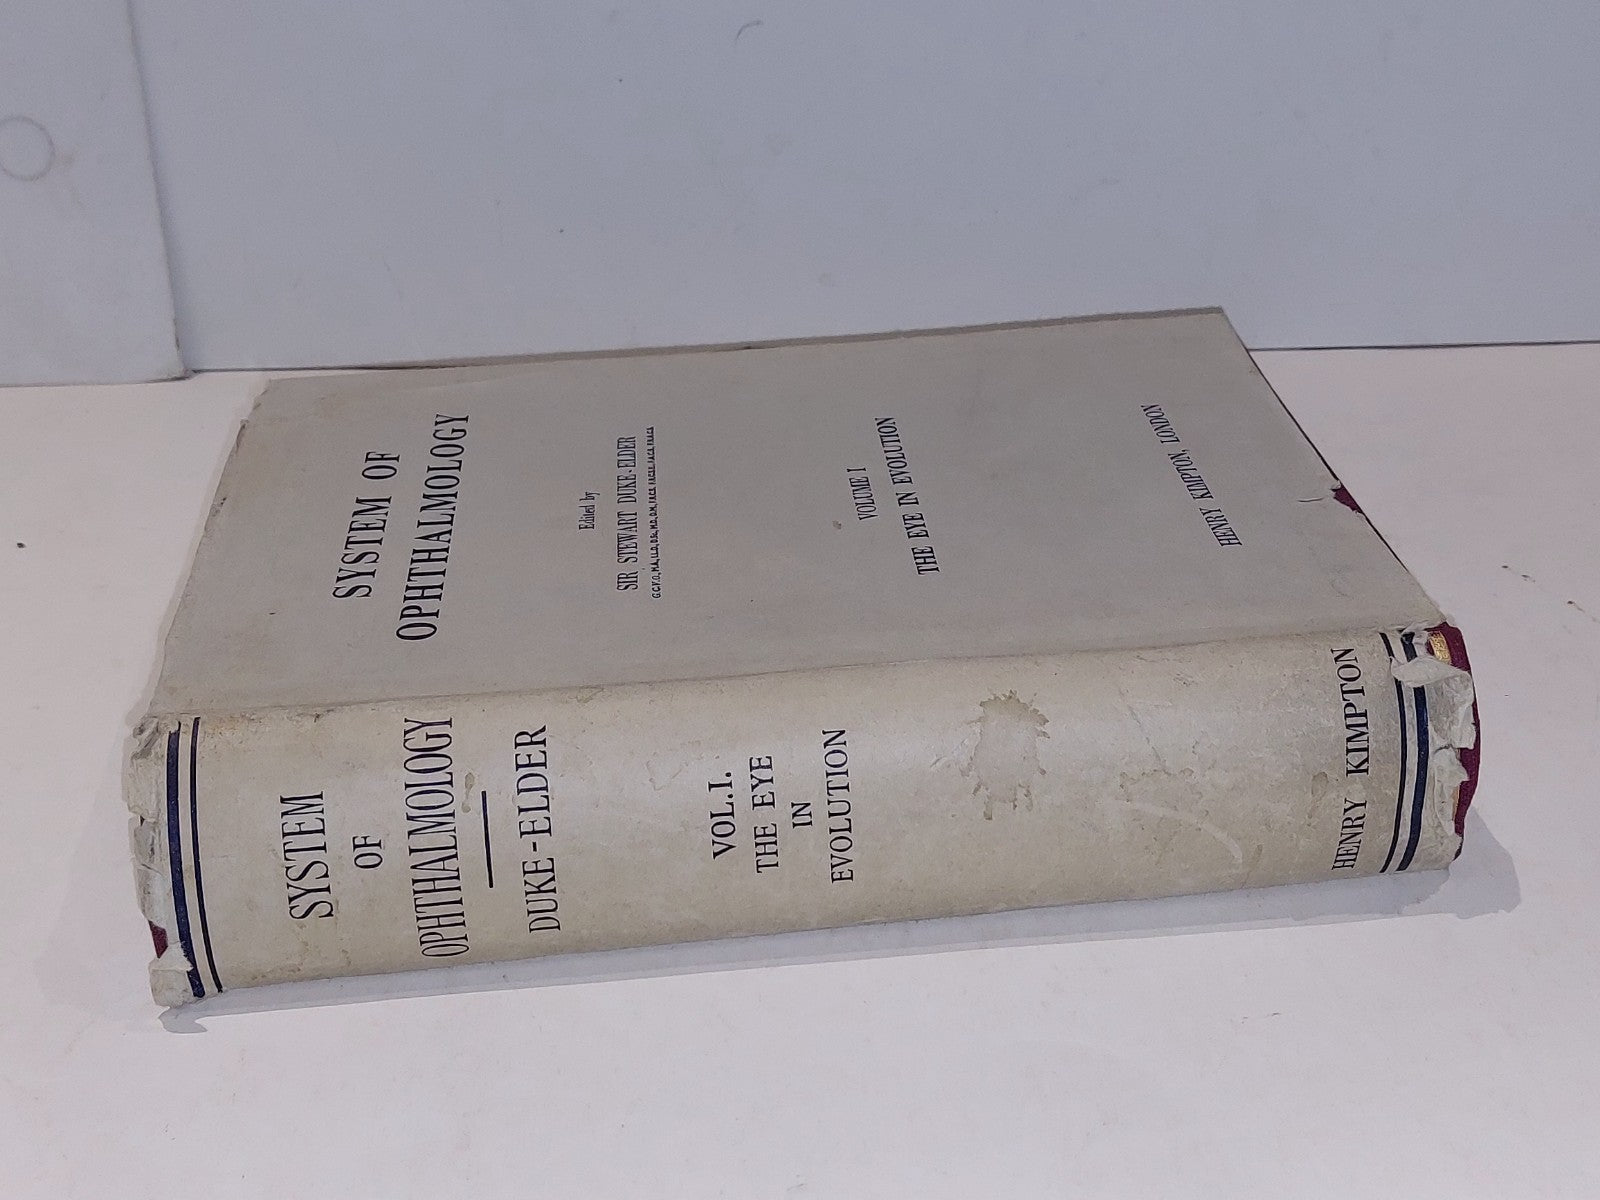 SYSTEM OF
OPHTHALMOLOGY
Edited by
SIR STEWART DUKE-ELDER
VOLUME I
THE EYE IN EVOLUTION
HENRY KIMPTON, LONDON
SYSTEM
OF
OPHTHALMOLOGY
DUKE-ELDER
VOL.I.
THE EYE
IN
EVOLUTION
HENRY KIMPTON